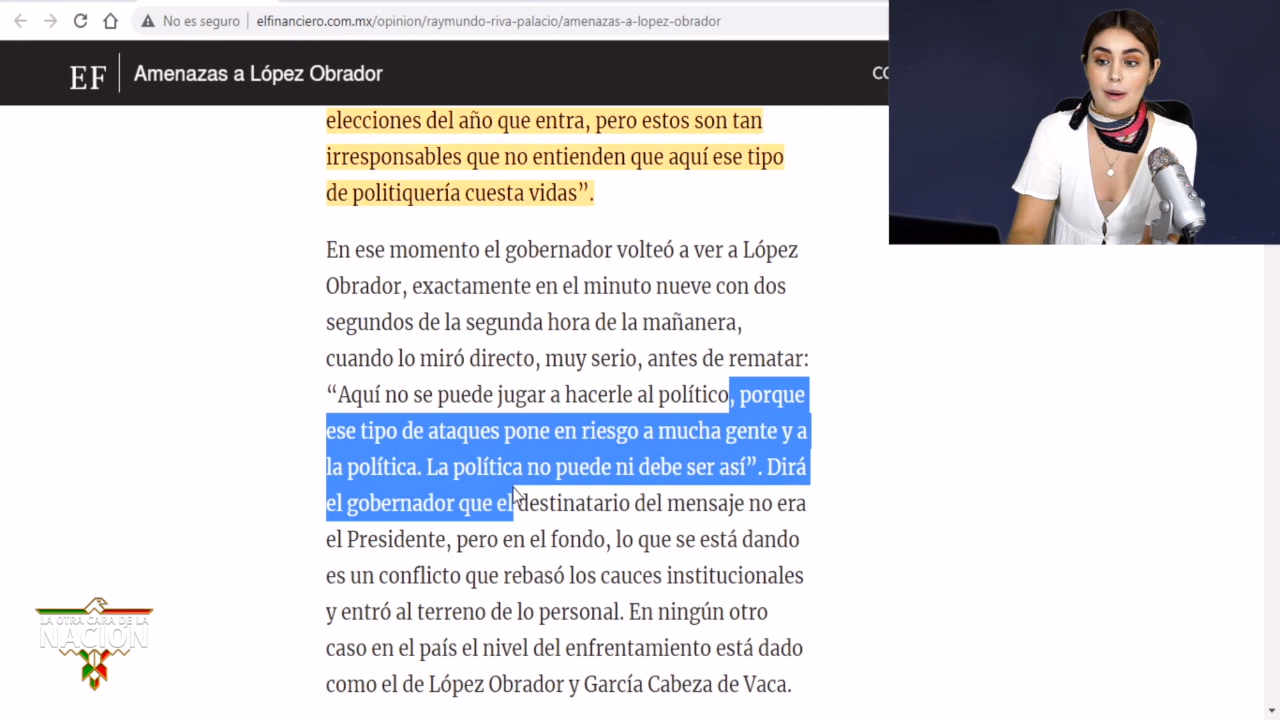 No es seguro
elfinanciero.com.mx/opinion/raymundo-riva-palacio/amenazas-a-lopez-obrador
EF
Amenazas a López Obrador
CO
elecciones del año que entra, pero estos son tan
irresponsables que no entienden que aquí ese tipo
de politiquería cuesta vidas”.
En ese momento el gobernador volteó a ver a López
Obrador, exactamente en el minuto nueve con dos
segundos de la segunda hora de la mañanera,
cuando lo miró directo, muy serio, antes de rematar:
“Aquí no se puede jugar a hacerle al político, porque
ese tipo de ataques pone en riesgo a mucha gente y a
la política. La política no puede ni debe ser así”. Dirá
el gobernador que el destinatario del mensaje no era
el Presidente, pero en el fondo, lo que se está dando
es un conflicto que rebasó los cauces institucionales
y entró al terreno de lo personal. En ningún otro
caso en el país el nivel del enfrentamiento está dado
como el de López Obrador y García Cabeza de Vaca.
LA OTRA CARA DE LA
NACIÓN